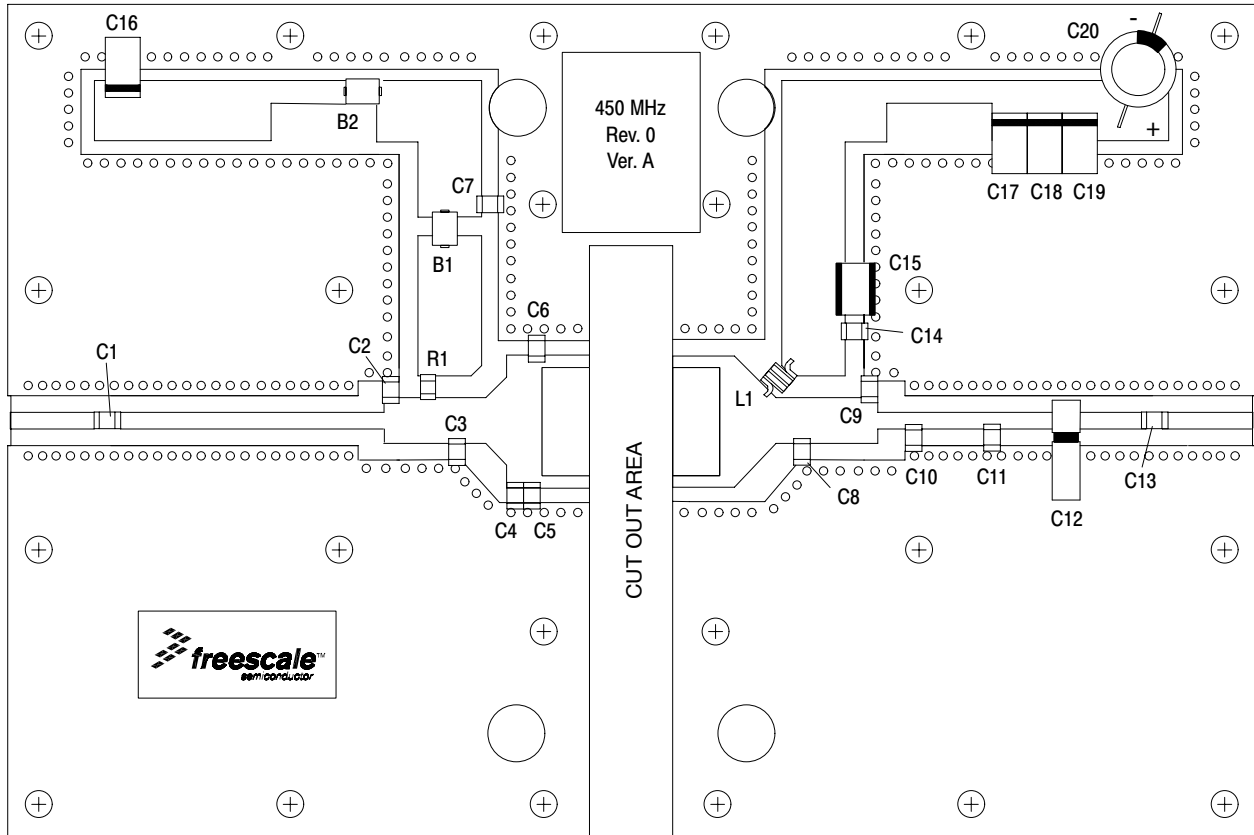 C16
C20
-
+
B2
450 MHz
Rev. 0
Ver. A
C7
C17 C18 C19
B1
C15
C6
C14
C2 R1
C1
L1
C9
C3
C10 C11 C13
C4 C5
C8
C12
CUT OUT AREA
freescale™
semiconductor